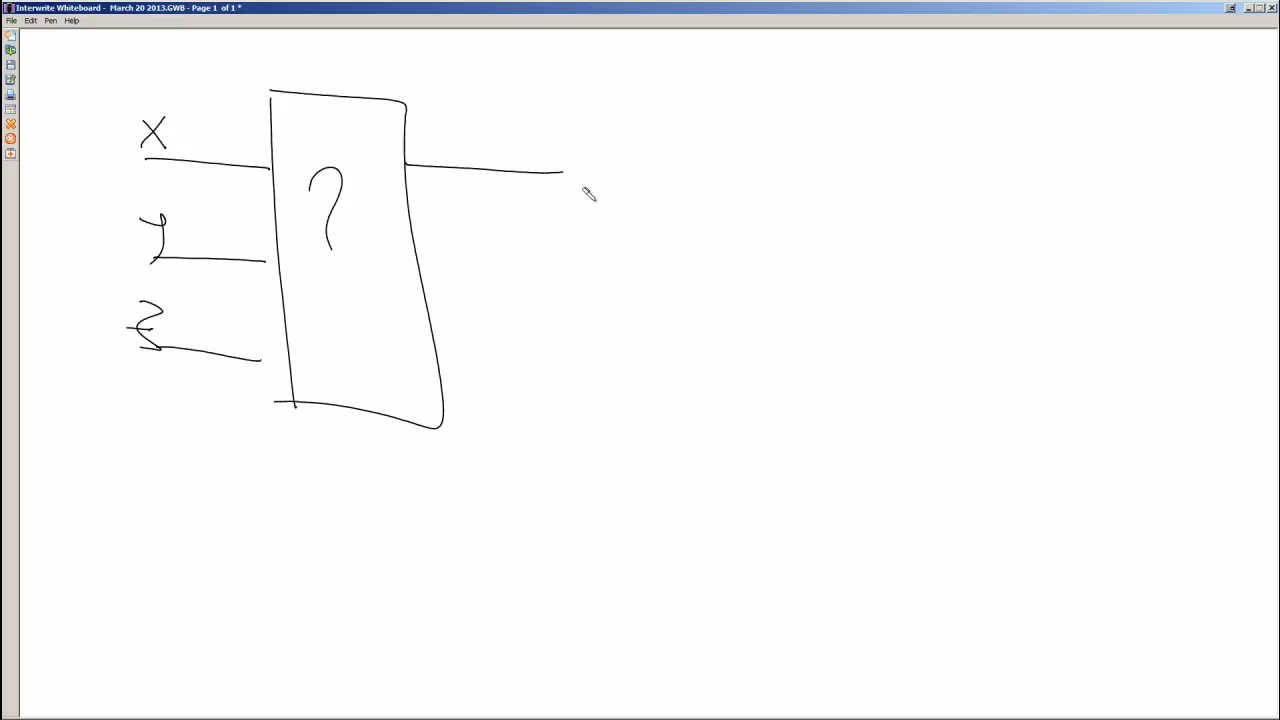 Interwrite Whiteboard - March 20 2013.GWB - Page 1 of 1 *
File Edit Pen Help
X
?
Y
Z